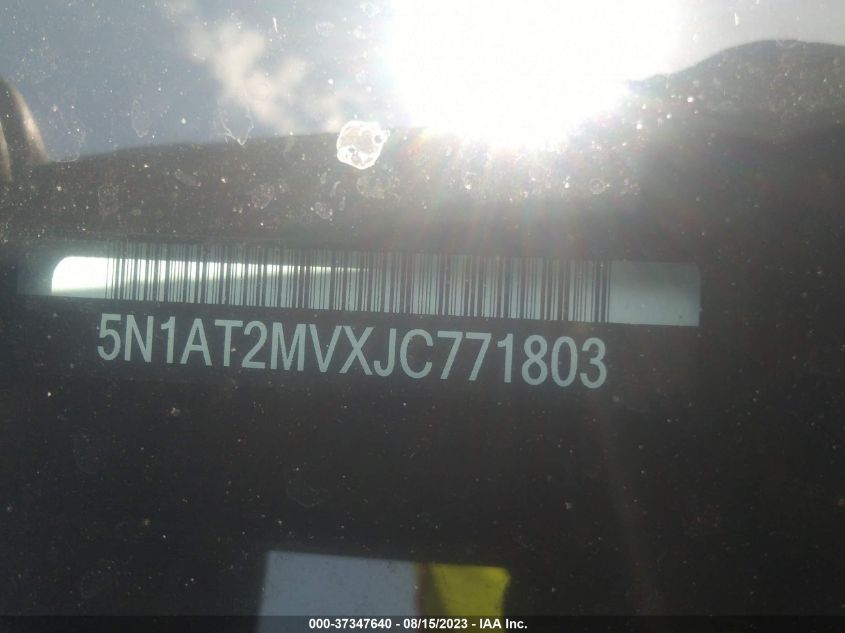 5N1AT2MVXJC771803
000-37347640 - 08/15/2023 - IAA Inc.